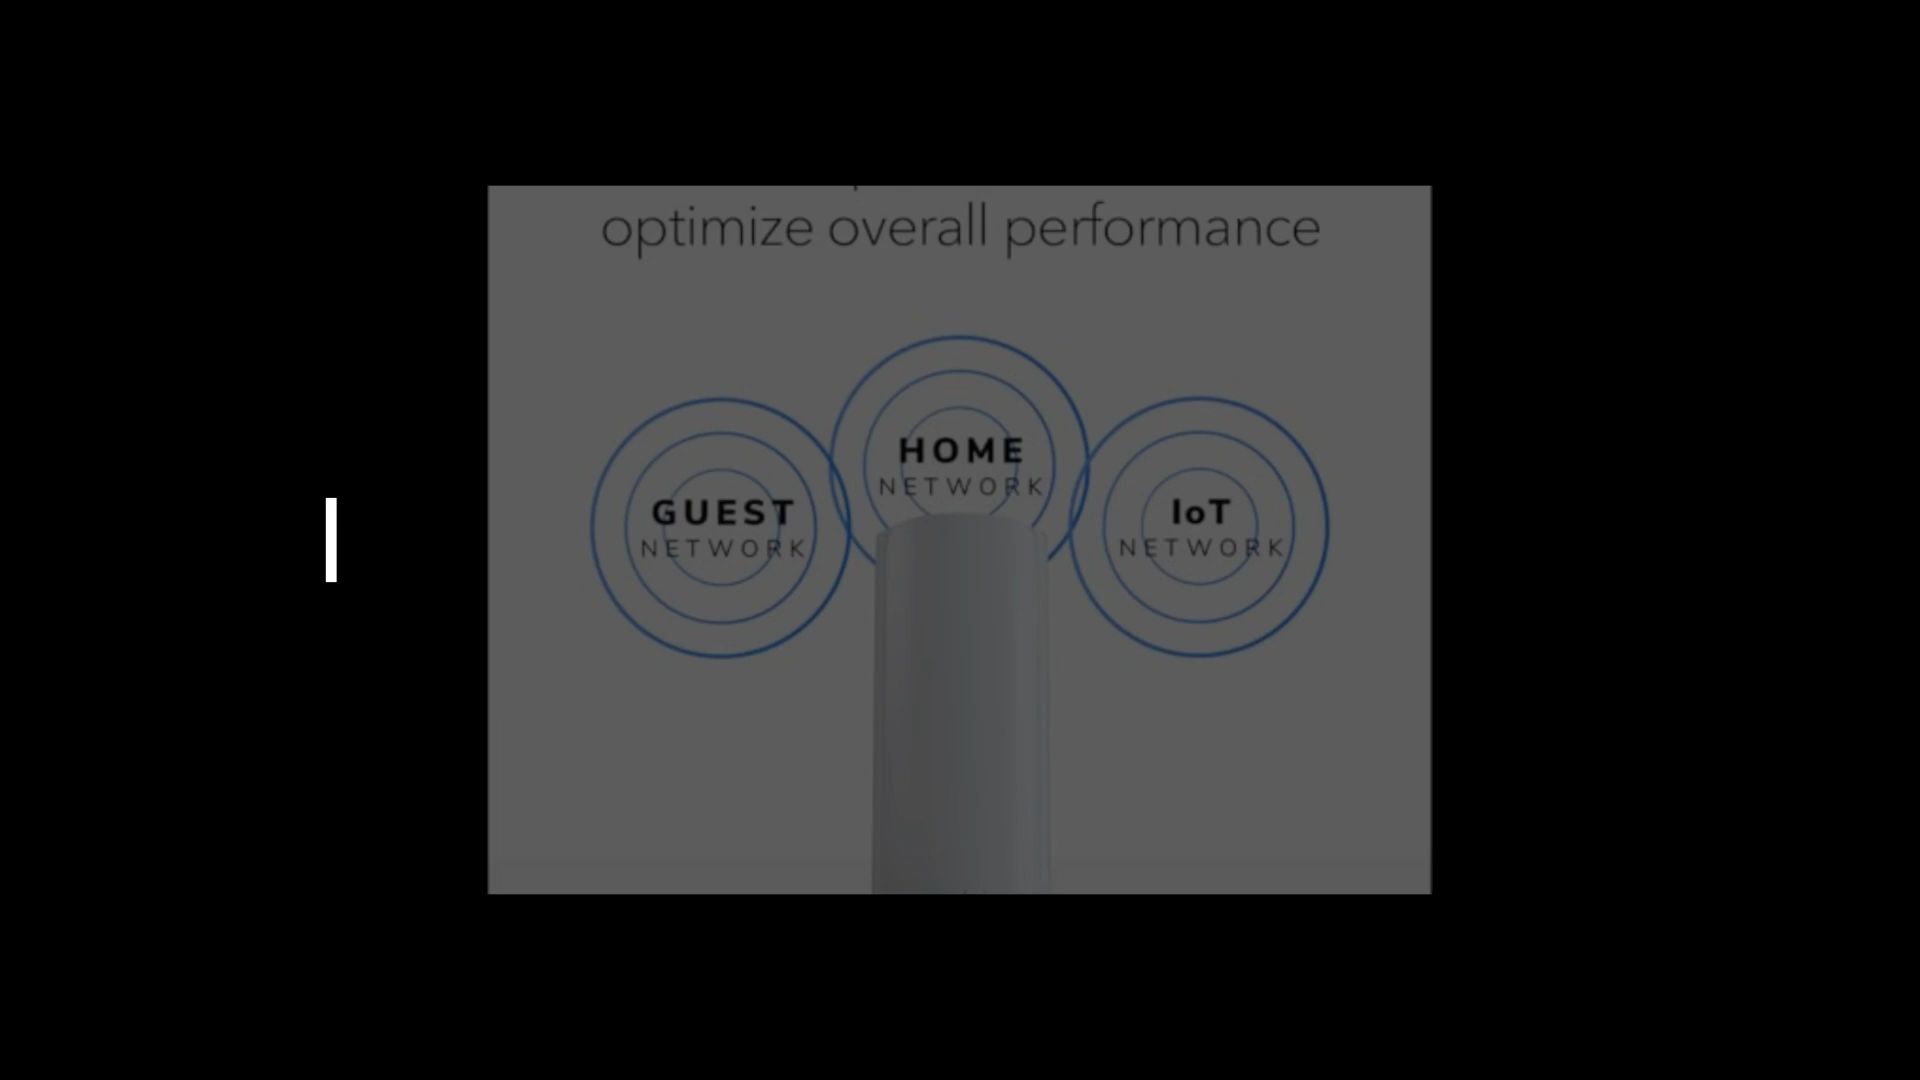 optimize overall performance
HOME
NETWORK
GUEST
NETWORK
IoT
NETWORK